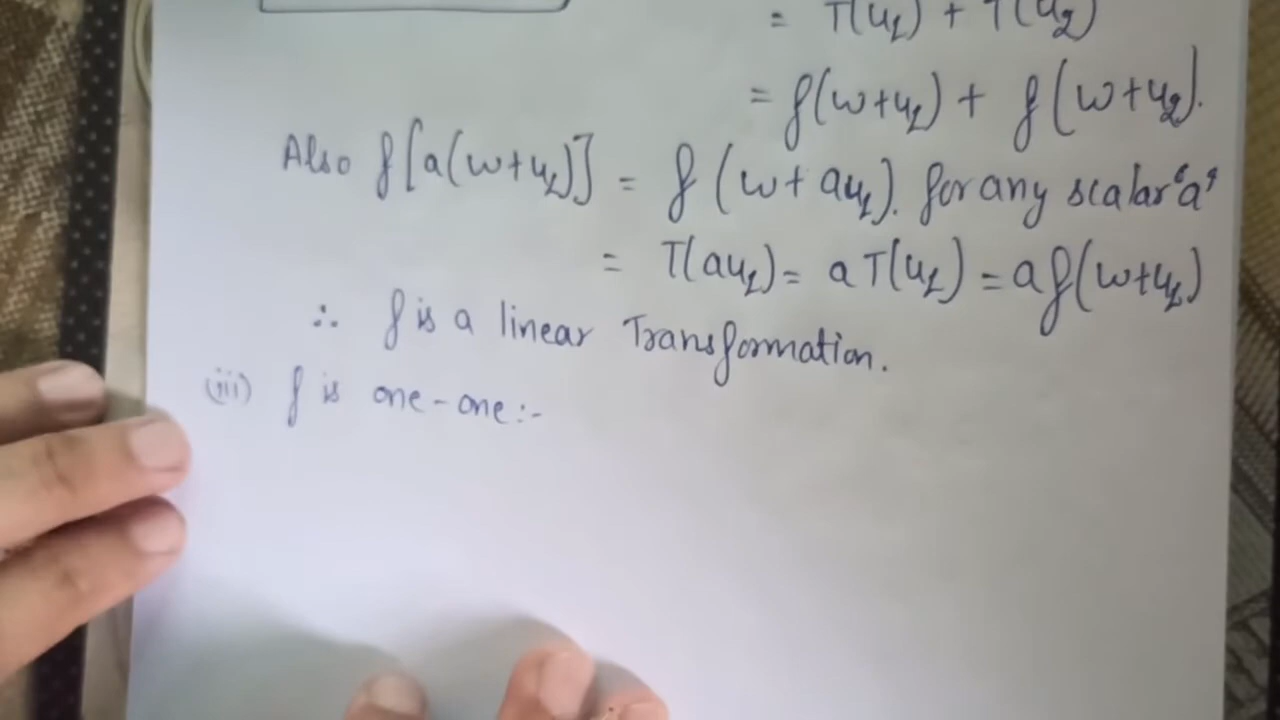 = T(u₁) + T(u₂)
= f(w+u₁) + f(w+u₂).
Also f[a(w+u₁)] = f(w+au₁). for any scalar 'a'
= T(au₁) = aT(u₁) = af(w+u₁)
∴ f is a linear Transformation.
(iii) f is one-one:-